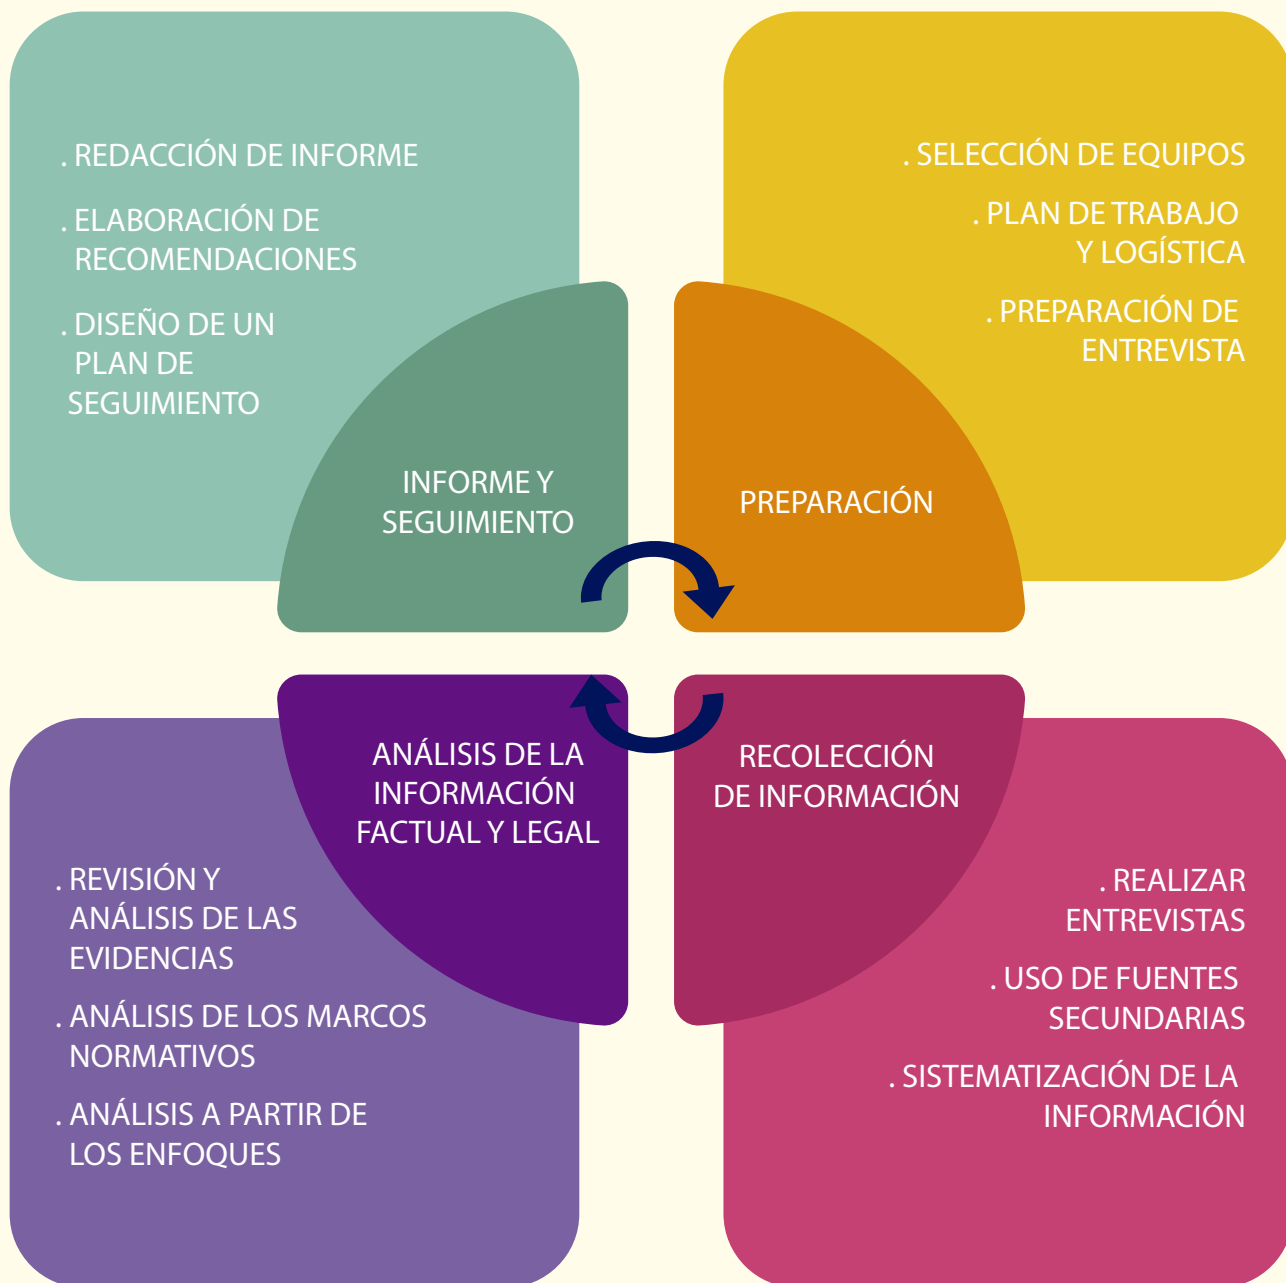 . REDACCIÓN DE INFORME
. ELABORACIÓN DE
RECOMENDACIONES
. DISEÑO DE UN
PLAN DE
SEGUIMIENTO
INFORME Y
SEGUIMIENTO
. SELECCIÓN DE EQUIPOS
. PLAN DE TRABAJO
Y LOGÍSTICA
. PREPARACIÓN DE
ENTREVISTA
PREPARACIÓN
ANÁLISIS DE LA
INFORMACIÓN
FACTUAL Y LEGAL
. REVISIÓN Y
ANÁLISIS DE LAS
EVIDENCIAS
. ANÁLISIS DE LOS MARCOS
NORMATIVOS
. ANÁLISIS A PARTIR DE
LOS ENFOQUES
RECOLECCIÓN
DE INFORMACIÓN
. REALIZAR
ENTREVISTAS
. USO DE FUENTES
SECUNDARIAS
. SISTEMATIZACIÓN DE LA
INFORMACIÓN